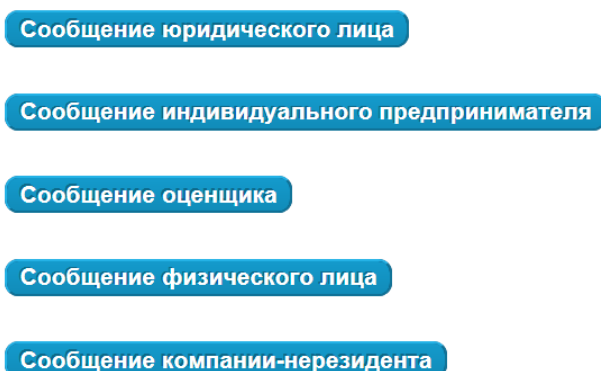 Сообщение юридического лица
Сообщение индивидуального предпринимателя
Сообщение оценщика
Сообщение физического лица
Сообщение компании-нерезидента